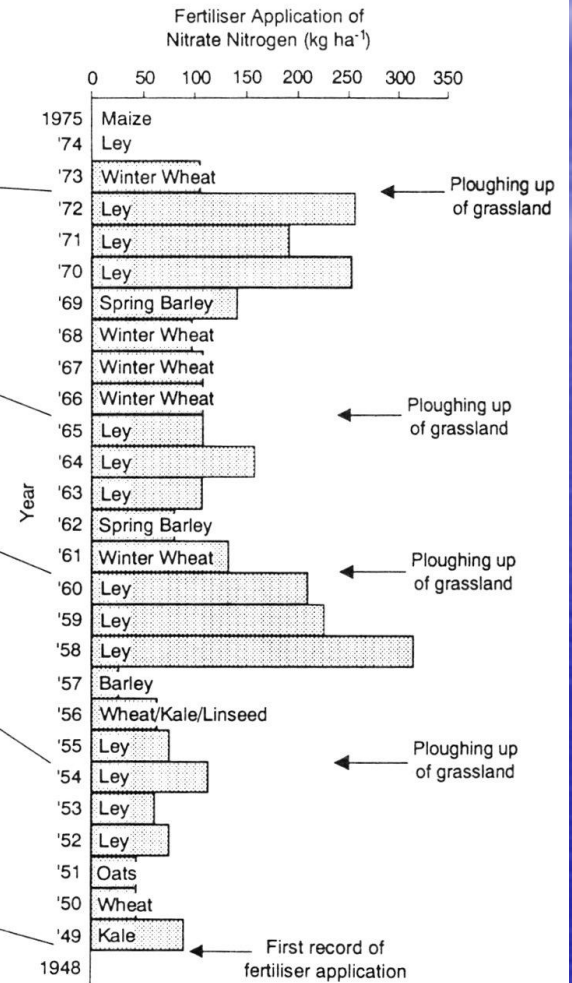 Fertiliser Application of
Nitrate Nitrogen (kg ha-1)
0 50 100 150 200 250 300 350
1975 Maize
'74 Ley
'73 Winter Wheat
Ploughing up
of grassland
'72 Ley
'71 Ley
'70 Ley
'69 Spring Barley
'68 Winter Wheat
'67 Winter Wheat
'66 Winter Wheat
Ploughing up
of grassland
'65 Ley
'64 Ley
'63 Ley
Year
'62 Spring Barley
'61 Winter Wheat
Ploughing up
of grassland
'60 Ley
'59 Ley
'58 Ley
'57 Barley
'56 Wheat/Kale/Linseed
'55 Ley
Ploughing up
of grassland
'54 Ley
'53 Ley
'52 Ley
'51 Oats
'50 Wheat
'49 Kale
First record of
fertiliser application
1948